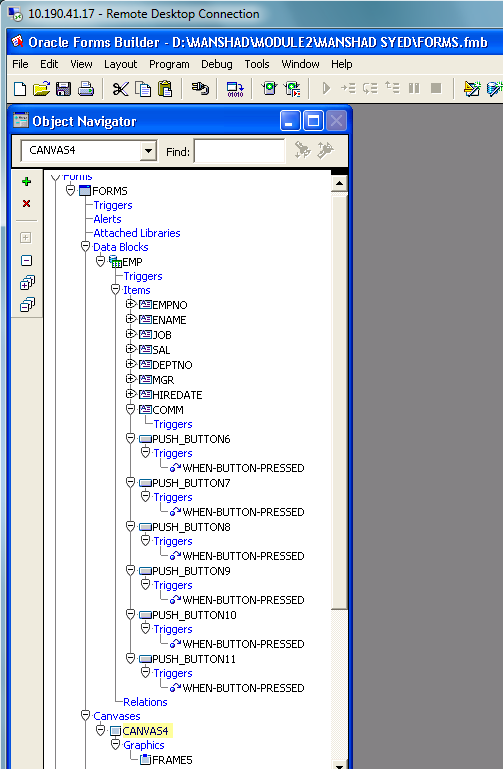 10.190.41.17 - Remote Desktop Connection
Oracle Forms Builder - D:\MANSHAD\MODULE2\MANSHAD SYED\FORMS.fmb
File Edit View Layout Program Debug Tools Window Help
Object Navigator
CANVAS4 Find:
Forms
FORMS
Triggers
Alerts
Attached Libraries
Data Blocks
EMP
Triggers
Items
EMPNO
ENAME
JOB
SAL
DEPTNO
MGR
HIREDATE
COMM
Triggers
PUSH_BUTTON6
Triggers
WHEN-BUTTON-PRESSED
PUSH_BUTTON7
Triggers
WHEN-BUTTON-PRESSED
PUSH_BUTTON8
Triggers
WHEN-BUTTON-PRESSED
PUSH_BUTTON9
Triggers
WHEN-BUTTON-PRESSED
PUSH_BUTTON10
Triggers
WHEN-BUTTON-PRESSED
PUSH_BUTTON11
Triggers
WHEN-BUTTON-PRESSED
Relations
Canvases
CANVAS4
Graphics
FRAME5